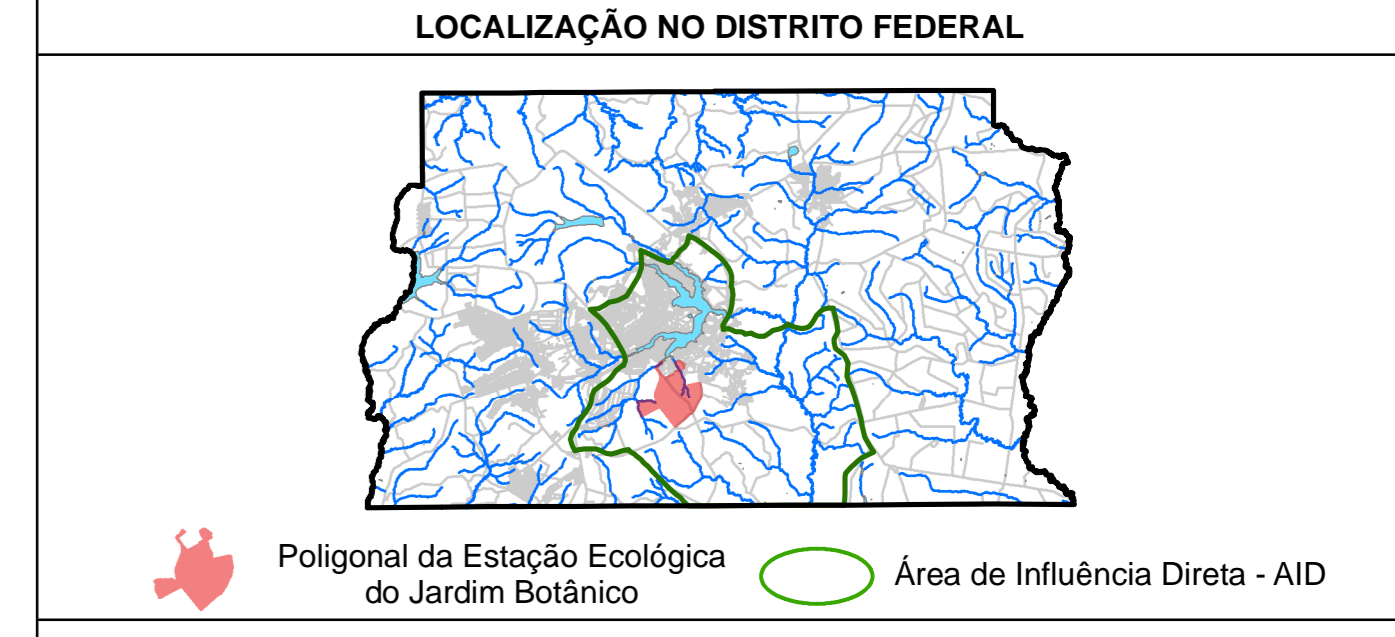 LOCALIZAÇÃO NO DISTRITO FEDERAL
Poligonal da Estação Ecológica
do Jardim Botânico
Área de Influência Direta - AID